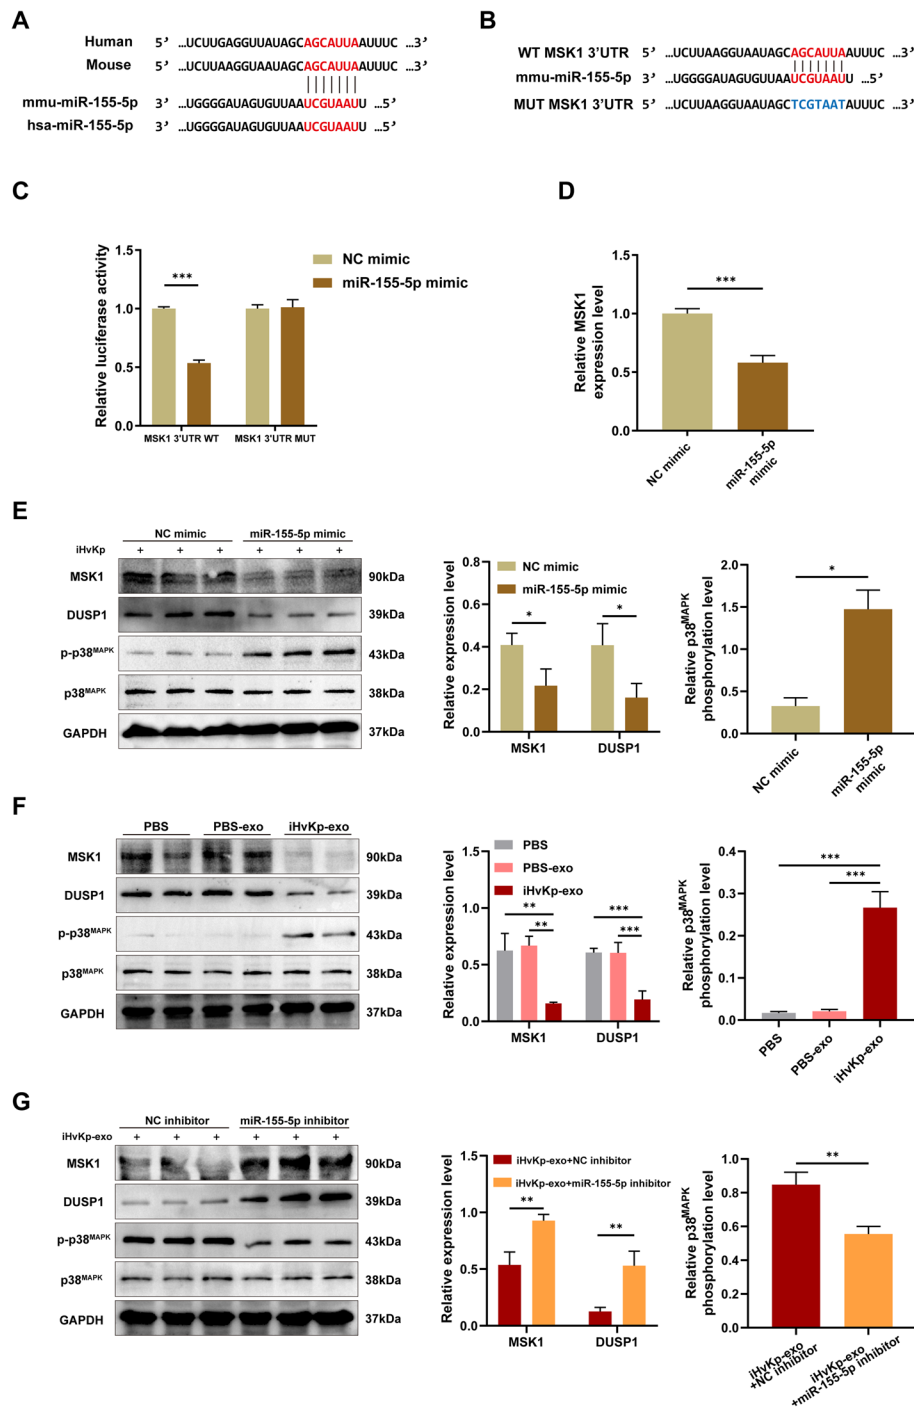 A
Human 5’ …UCUUGAGGUUAUAGCAGCAUUAAUUUC …3’
Mouse 5’ …UCUUAAGGUAAUAGCAGCAUUAAUUUC …3’
mmu-miR-155-5p 3’ …UGGGGAUAGUGUUAAUCGUAAUU …5’
hsa-miR-155-5p 3’ …UGGGGAUAGUGUUAAUCGUAAUU …5’
B
WT MSK1 3’UTR 5’ …UCUUAAGGUAAUAGCAGCAUUAAUUUC …3’
mmu-miR-155-5p 3’ …UGGGGAUAGUGUUAAUCGUAAUU …5’
MUT MSK1 3’UTR 5’ …UCUUAAGGUAAUAGCTCGTAATAUUUC …3’
C
Relative luciferase activity
1.5
1.0
0.5
0.0
***
NC mimic
miR-155-5p mimic
MSK1 3’UTR WT MSK1 3’UTR MUT
D
Relative MSK1
expression level
1.5
1.0
0.5
0.0
***
NC mimic
miR-155-5p
mimic
E
NC mimic miR-155-5p mimic
iHvKp + + + + + +
MSK1 90kDa
DUSP1 39kDa
p-p38MAPK 43kDa
p38MAPK 38kDa
GAPDH 37kDa
Relative expression level
0.8
0.6
0.4
0.2
0.0
NC mimic
miR-155-5p mimic
* *
MSK1 DUSP1
Relative p38MAPK
phosphorylation level
2.0
1.5
1.0
0.5
0.0
*
NC mimic
miR-155-5p
mimic
F
PBS PBS-exo iHvKp-exo
MSK1 90kDa
DUSP1 39kDa
p-p38MAPK 43kDa
p38MAPK 38kDa
GAPDH 37kDa
Relative expression level
1.5
1.0
0.5
0.0
PBS
PBS-exo
iHvKp-exo
** ***
** ***
MSK1 DUSP1
Relative p38MAPK
phosphorylation level
0.4
0.3
0.2
0.1
0.0
***
***
PBS
PBS-exo
iHvKp-exo
G
NC inhibitor miR-155-5p inhibitor
iHvKp-exo + + + + + +
MSK1 90kDa
DUSP1 39kDa
p-p38MAPK 43kDa
p38MAPK 38kDa
GAPDH 37kDa
Relative expression level
1.5
1.0
0.5
0.0
iHvKp-exo+NC inhibitor
iHvKp-exo+miR-155-5p inhibitor
** **
MSK1 DUSP1
Relative p38MAPK
phosphorylation level
1.0
0.8
0.6
0.4
0.2
0.0
**
iHvKp-exo
+NC inhibitor
iHvKp-exo
+miR-155-5p inhibitor